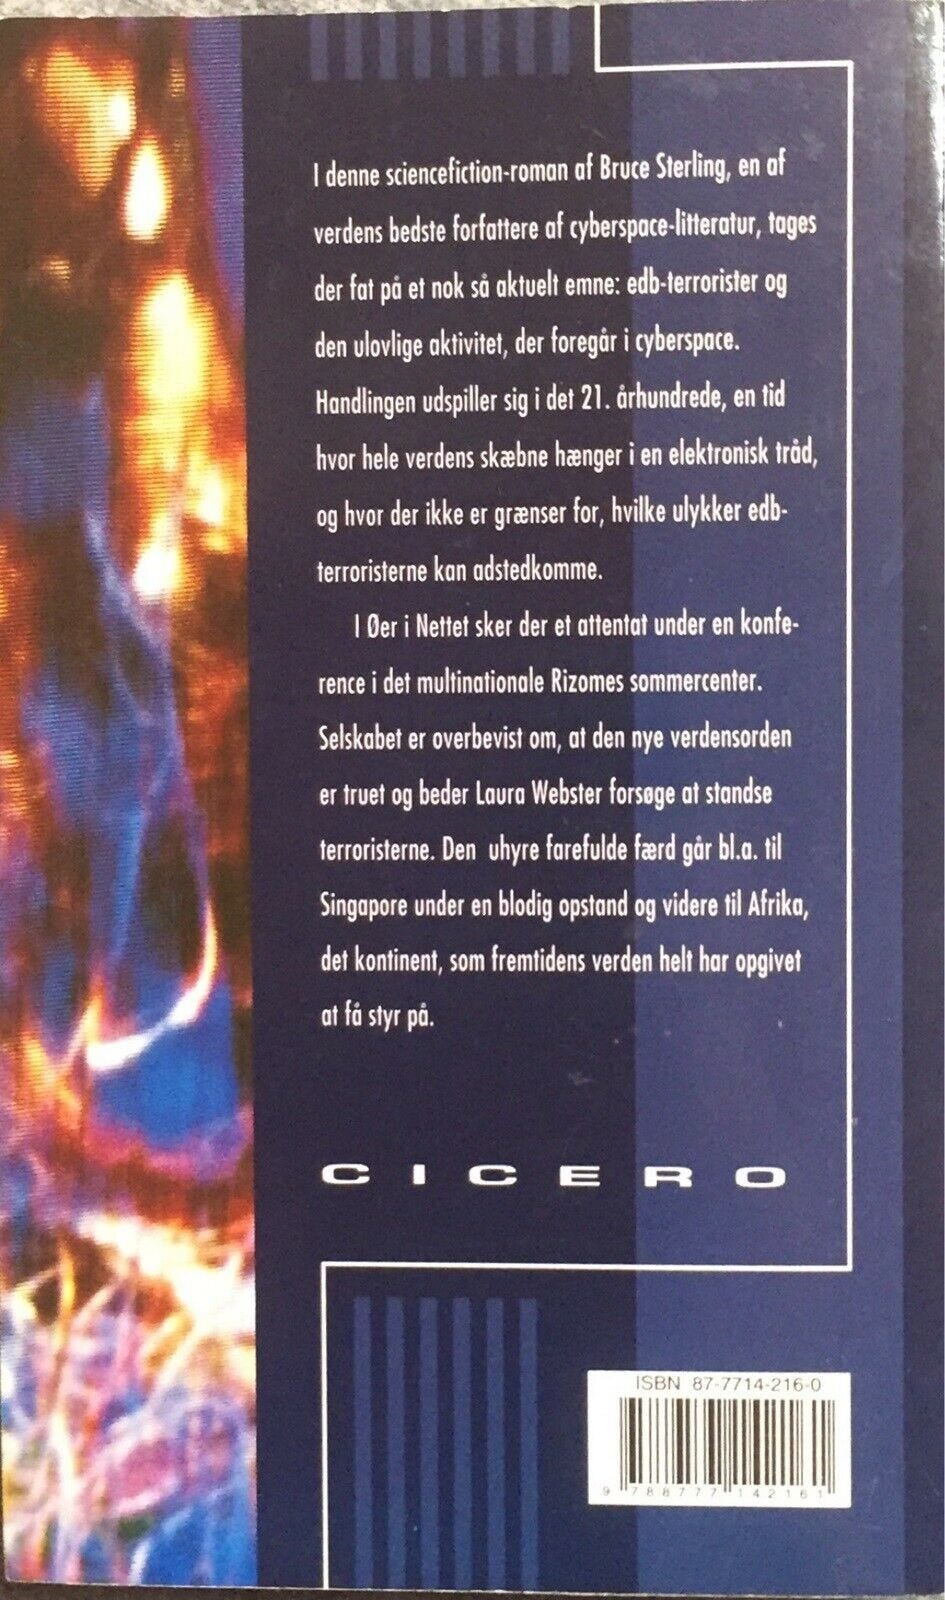 I denne sciencefiction-roman af Bruce Sterling, en af
verdens bedste forfattere af cyberspace-litteratur, tages
der fat på et nok så aktuelt emne: edb-terrorister og
den ulovlige aktivitet, der foregår i cyberspace.
Handlingen udspiller sig i det 21. århundrede, en tid
hvor hele verdens skæbne hænger i en elektronisk tråd,
og hvor der ikke er grænser for, hvilke ulykker edb-
terroristerne kan adstedkomme.
I Øer i Nettet sker der et attentat under en konfe-
rence i det multinationale Rizomes sommercenter.
Selskabet er overbevist om, at den nye verdensorden
er truet og beder Laura Webster forsøge at standse
terroristerne. Den uhyre farefulde færd går bl.a. til
Singapore under en blodig opstand og videre til Afrika,
det kontinent, som fremtidens verden helt har opgivet
at få styr på.
CICERO
ISBN 87-7714-216-0
9 788777 142161